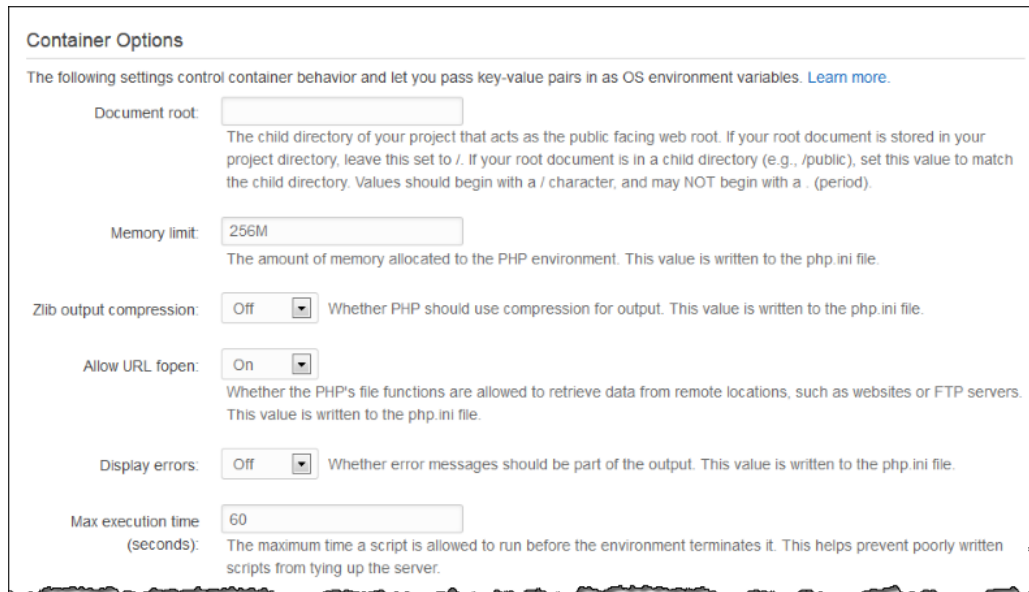 Container Options
The following settings control container behavior and let you pass key-value pairs in as OS environment variables. Learn more.
Document root:
The child directory of your project that acts as the public facing web root. If your root document is stored in your
project directory, leave this set to /. If your root document is in a child directory (e.g., /public), set this value to match
the child directory. Values should begin with a / character, and may NOT begin with a . (period).
Memory limit: 256M
The amount of memory allocated to the PHP environment. This value is written to the php.ini file.
Zlib output compression: Off Whether PHP should use compression for output. This value is written to the php.ini file.
Allow URL fopen: On
Whether the PHP's file functions are allowed to retrieve data from remote locations, such as websites or FTP servers.
This value is written to the php.ini file.
Display errors: Off Whether error messages should be part of the output. This value is written to the php.ini file.
Max execution time 60
(seconds): The maximum time a script is allowed to run before the environment terminates it. This helps prevent poorly written
scripts from tying up the server.